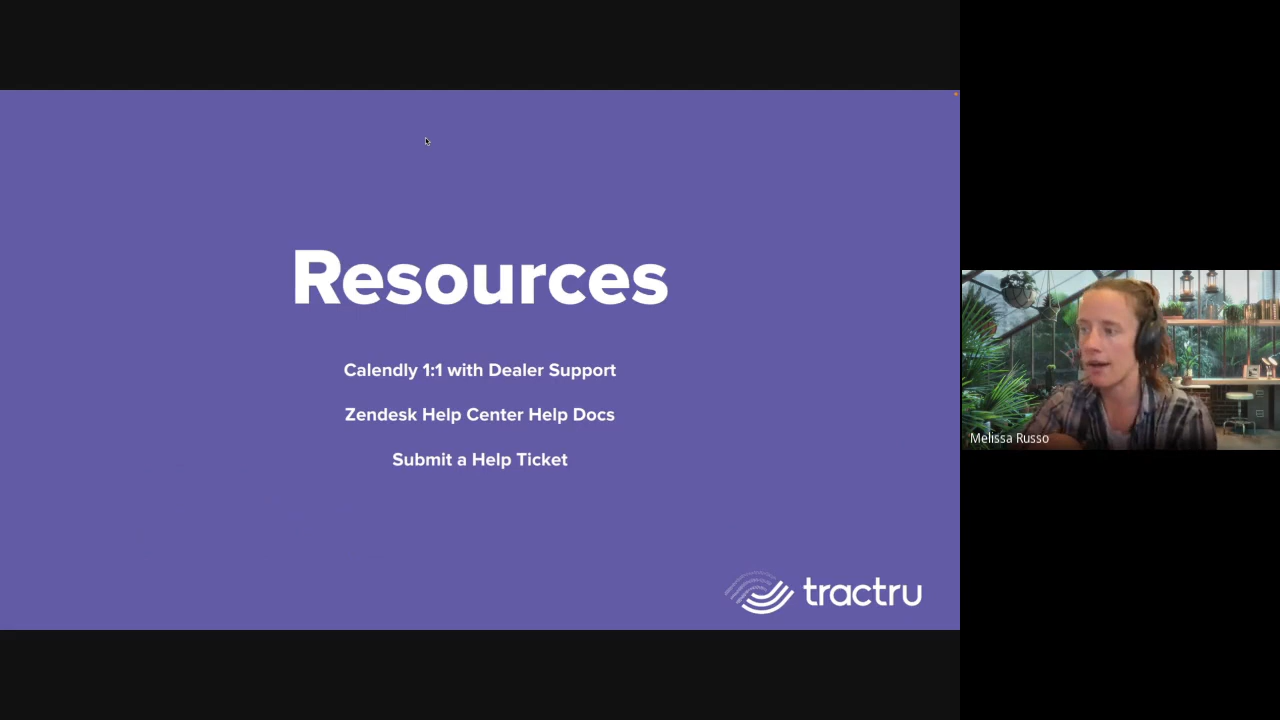 Resources
Calendly 1:1 with Dealer Support
Zendesk Help Center Help Docs
Submit a Help Ticket
tractru
Melissa Russo